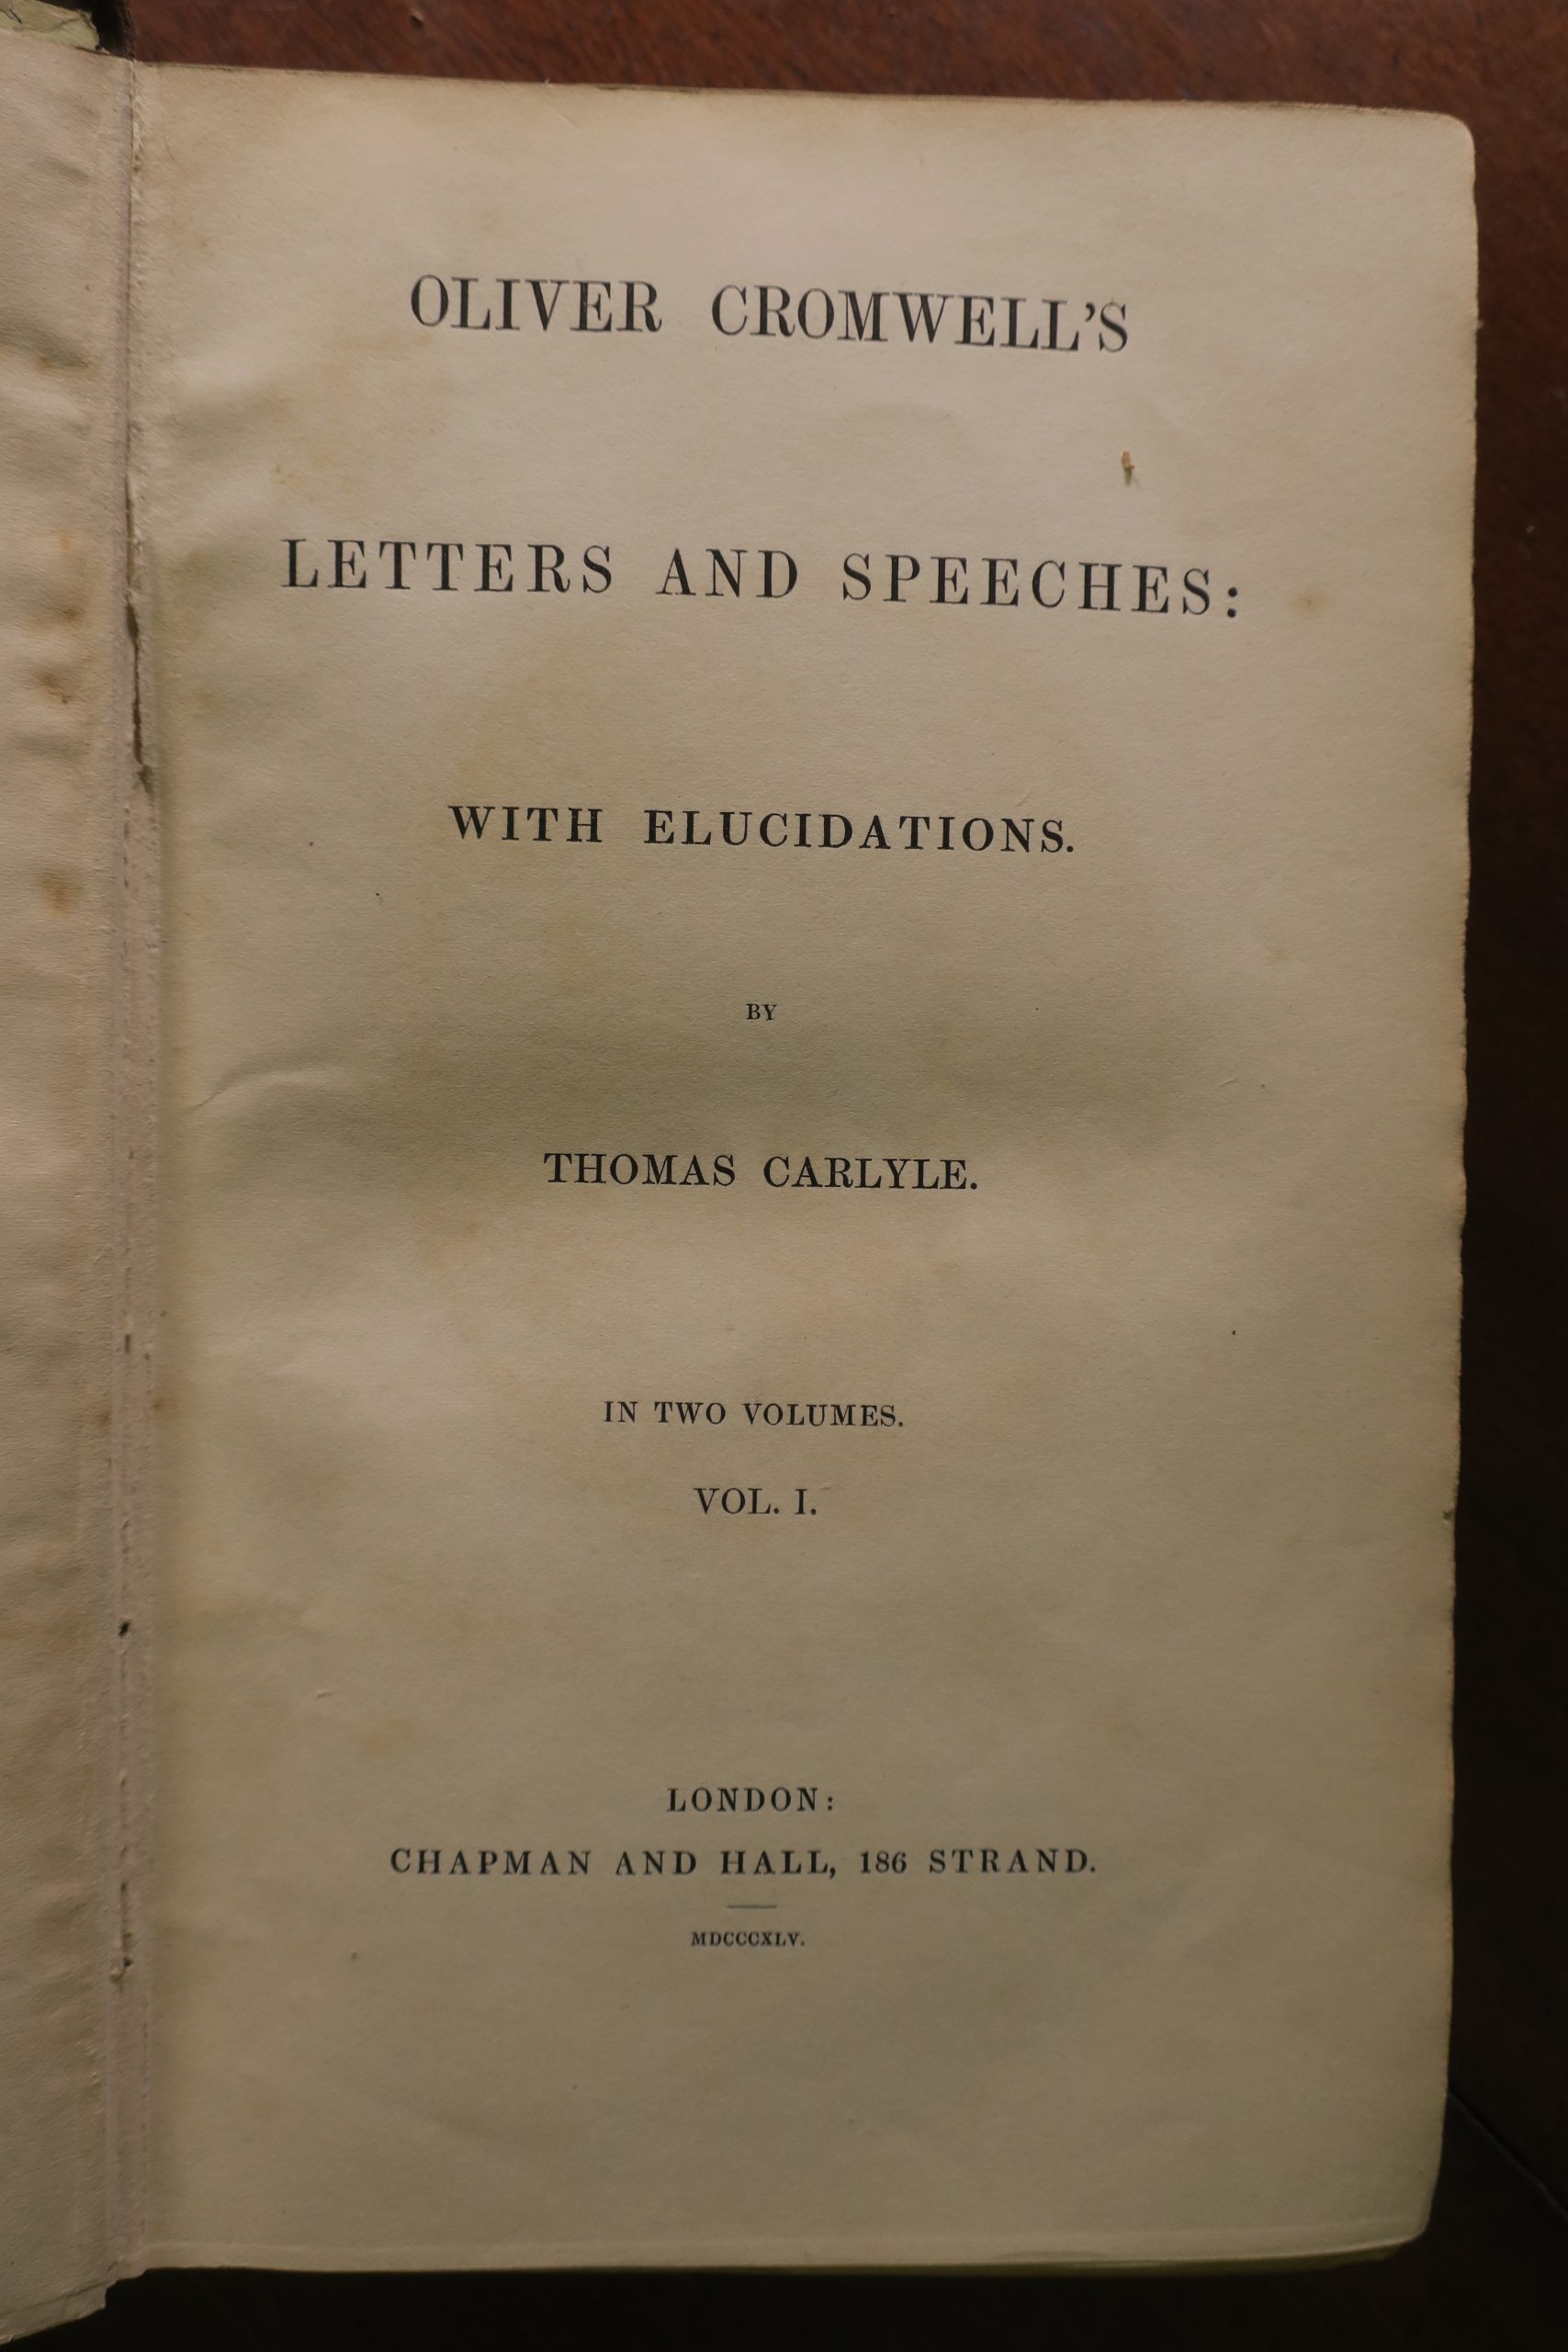 OLIVER CROMWELL'S
LETTERS AND SPEECHES:
WITH ELUCIDATIONS.
BY
THOMAS CARLYLE.
IN TWO VOLUMES.
VOL. I.
LONDON:
CHAPMAN AND HALL, 186 STRAND.
MDCCCXLV.